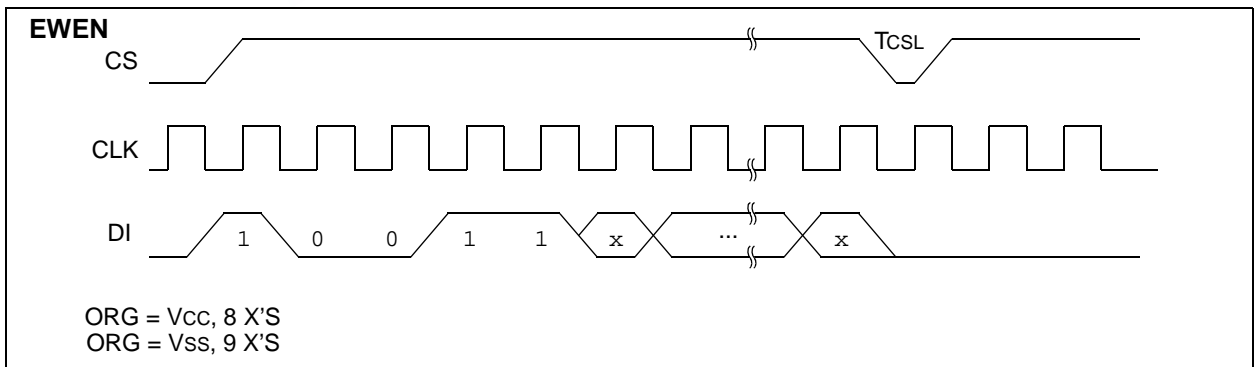 EWEN
CS
TCSL
CLK
DI
1 0 0 1 1 x ... x
ORG = VCC, 8 X'S
ORG = VSS, 9 X'S